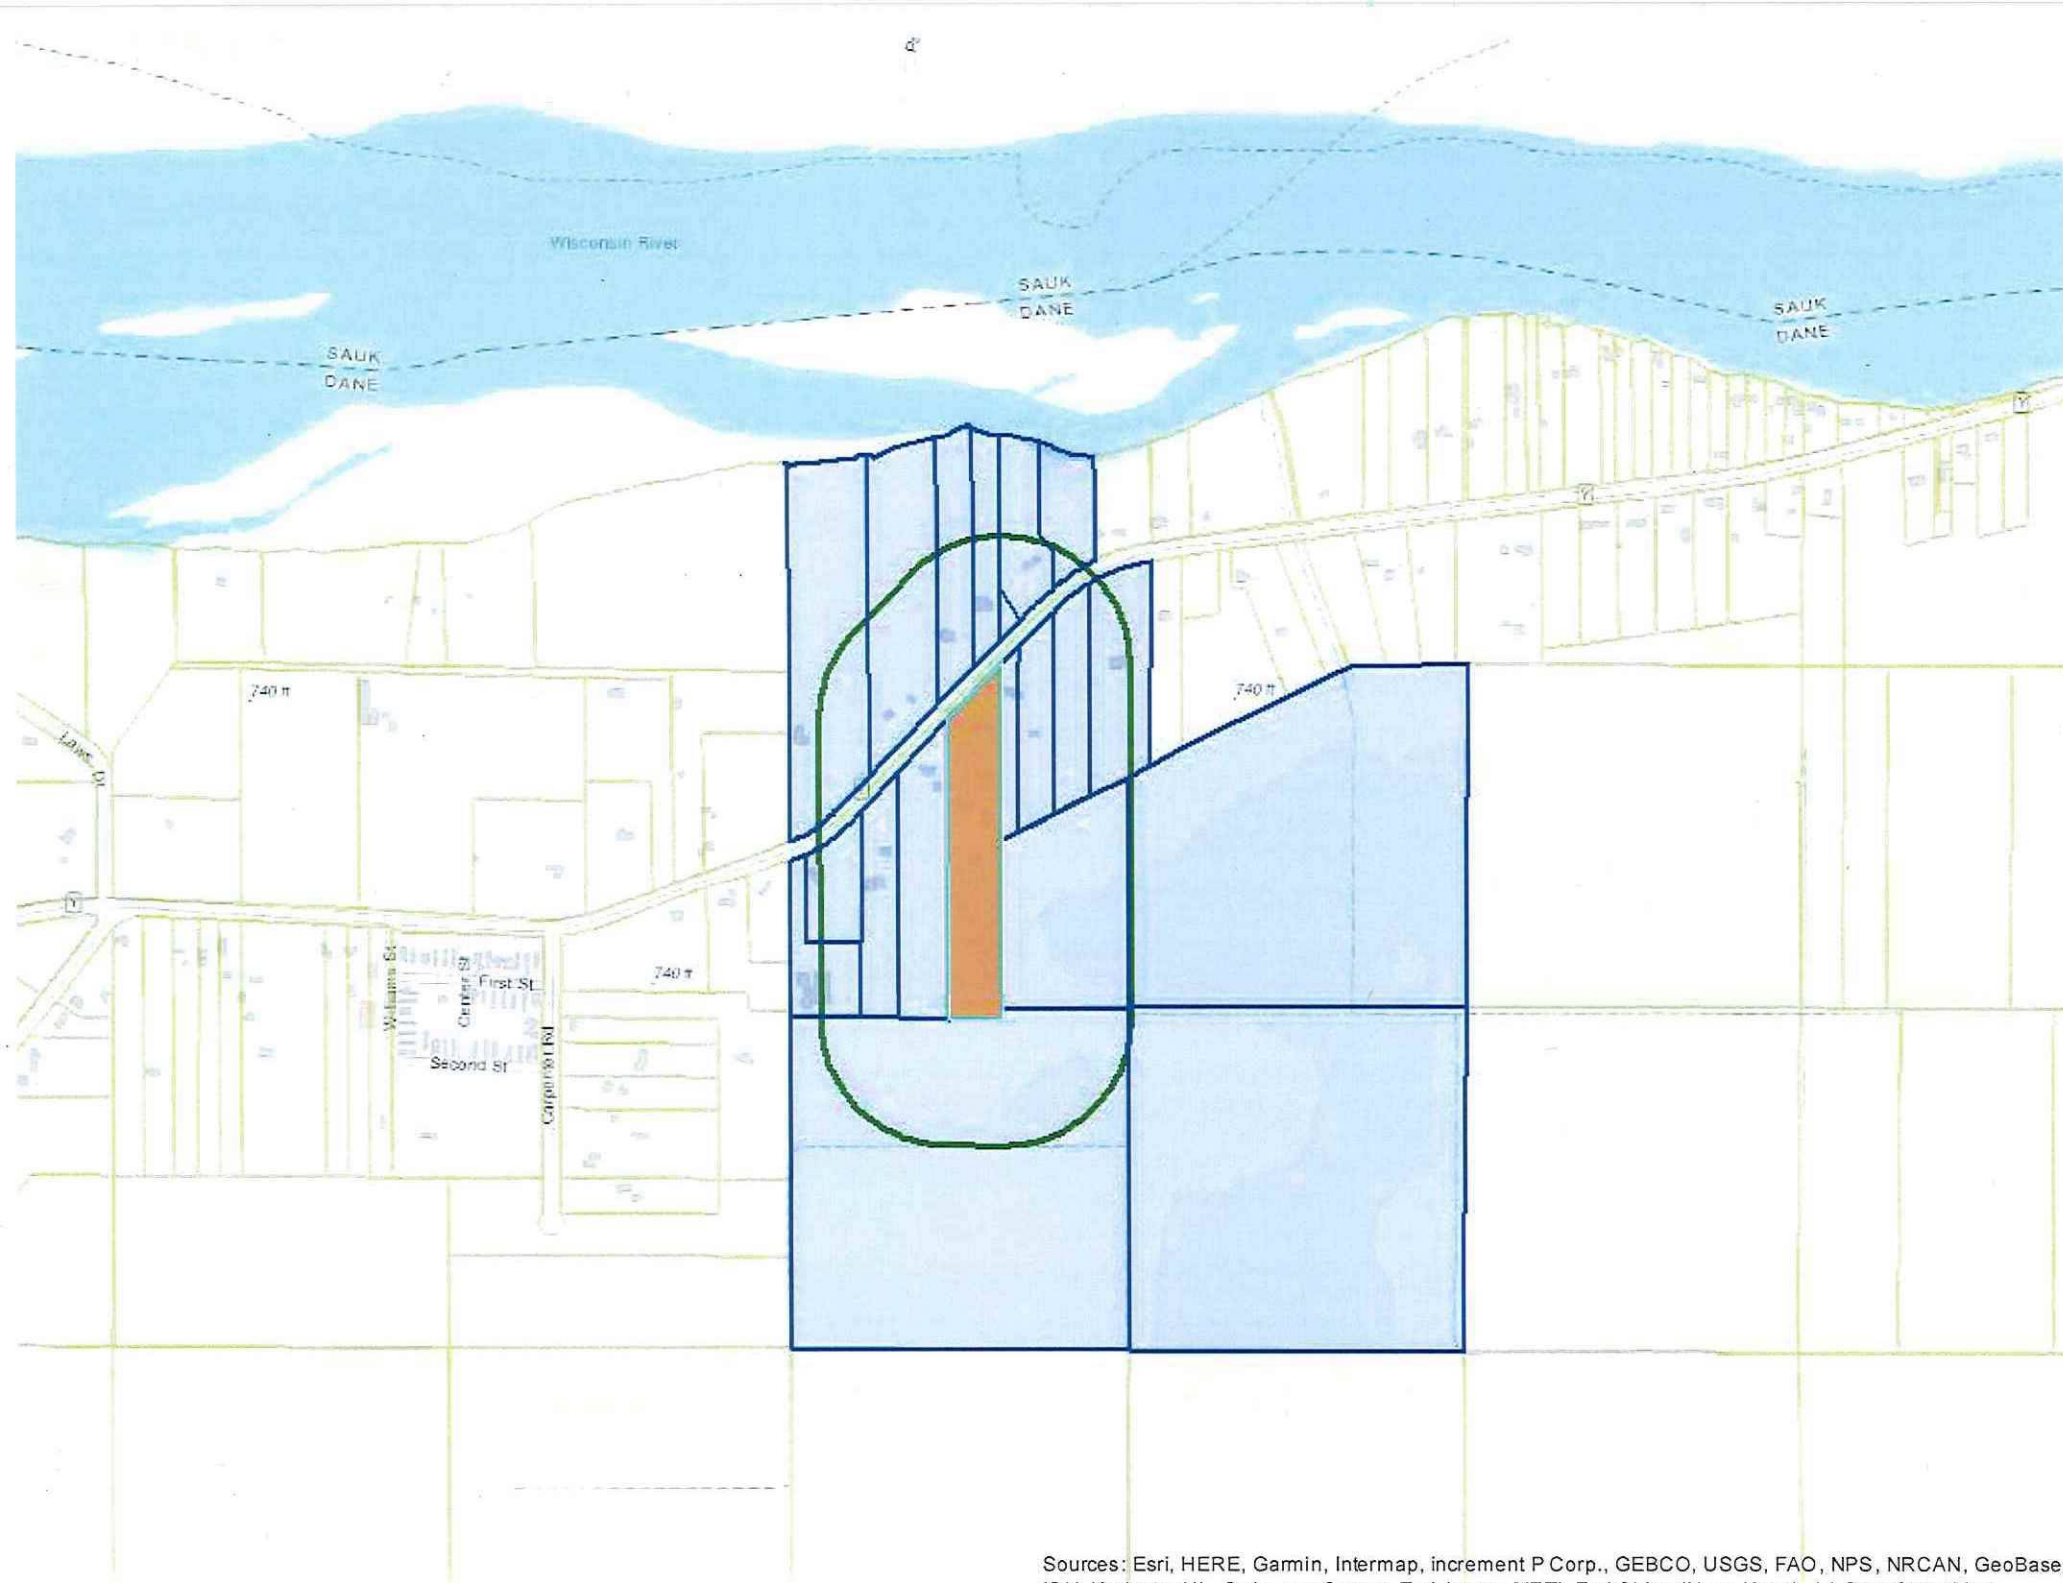 Wisconsin River
SAUK
DANE
SAUK
DANE
SAUK
DANE
Y
Y
740 ft
740 ft
Laws Dr
Y
Williams St
Center St
First St
740 ft
Second St
Carpenter Rd
Sources: Esri, HERE, Garmin, Intermap, increment P Corp., GEBCO, USGS, FAO, NPS, NRCAN, GeoBase